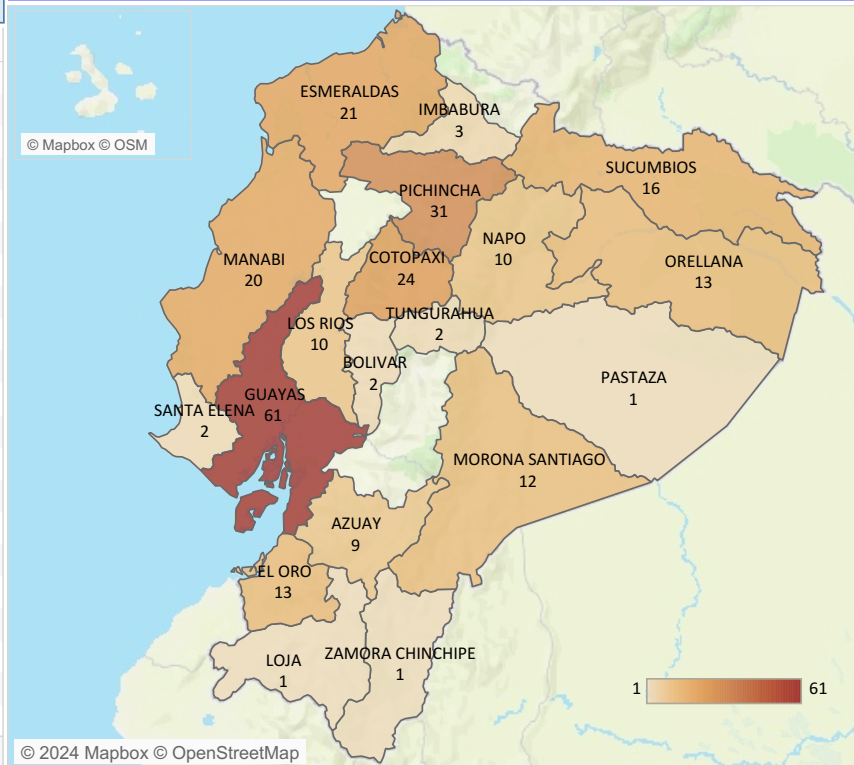 ESMERALDAS
21
IMBABURA
3
© Mapbox © OSM
SUCUMBIOS
16
PICHINCHA
31
NAPO
10
MANABI
20
COTOPAXI
24
ORELLANA
13
TUNGURAHUA
2
LOS RIOS
10
BOLIVAR
2
PASTAZA
1
GUAYAS
61
SANTA ELENA
2
MORONA SANTIAGO
12
AZUAY
9
EL ORO
13
LOJA
1
ZAMORA CHINCHIPE
1
1 61
© 2024 Mapbox © OpenStreetMap